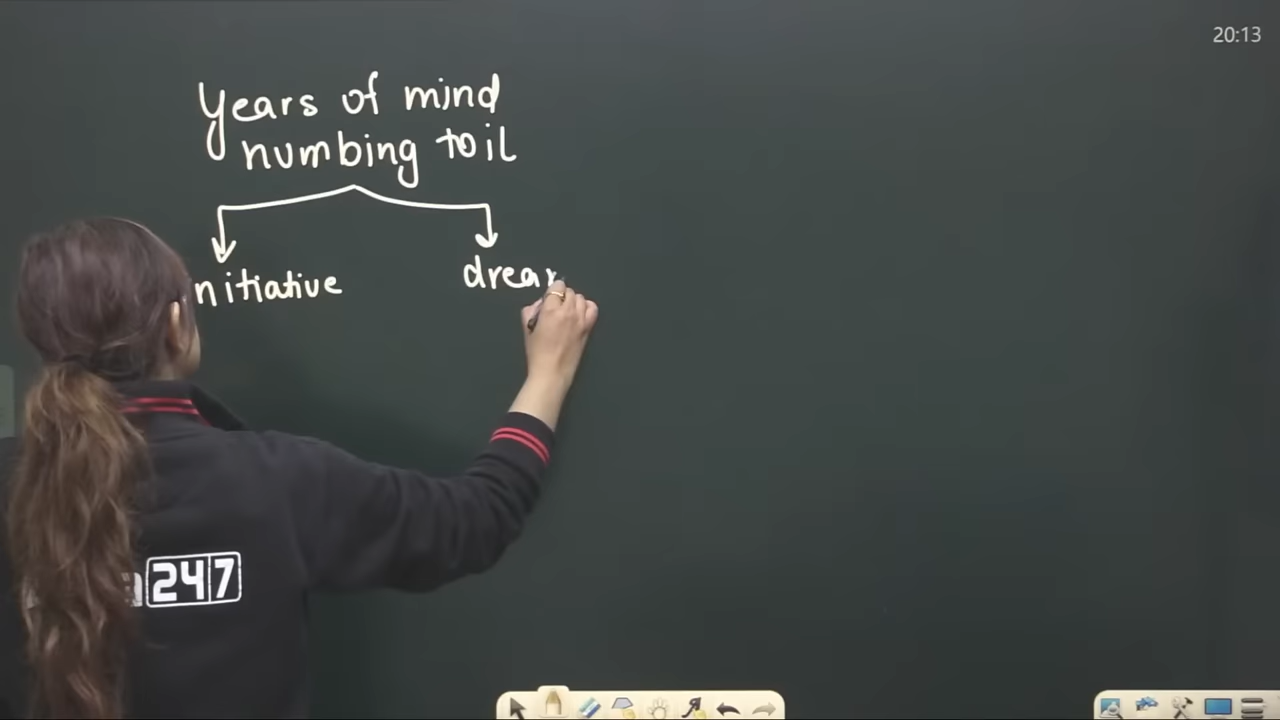 20:13
Years of mind
numbing toil
nitiative
drea
247